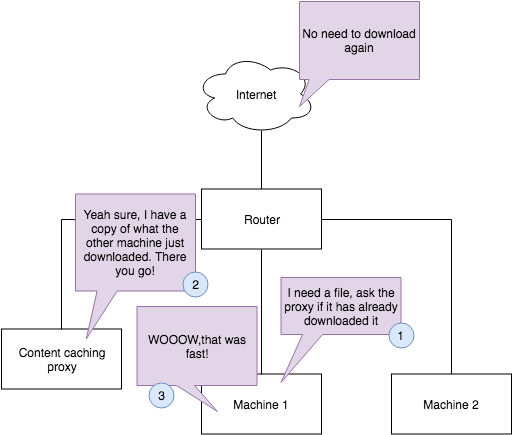 No need to download
again
Internet
Router
Yeah sure, I have a
copy of what the
other machine just
downloaded. There
you go!
2
I need a file, ask the
proxy if it has already
downloaded it
1
WOOOW,that was
fast!
3
Content caching
proxy
Machine 1
Machine 2